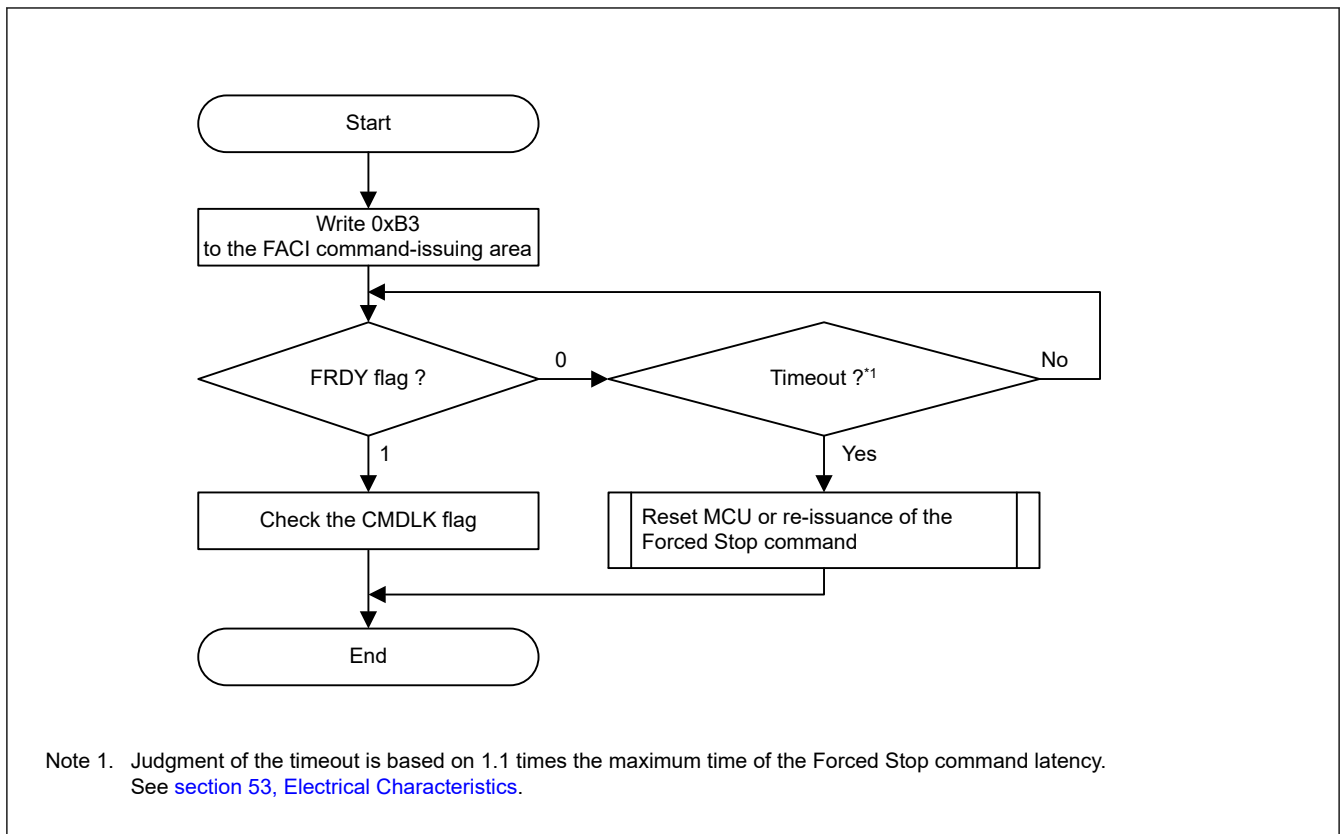 Start
Write 0xB3
to the FACI command-issuing area
FRDY flag ?
0
Timeout ?*1
No
1
Yes
Check the CMDLK flag
Reset MCU or re-issuance of the
Forced Stop command
End
Note 1. Judgment of the timeout is based on 1.1 times the maximum time of the Forced Stop command latency.
See section 53, Electrical Characteristics.